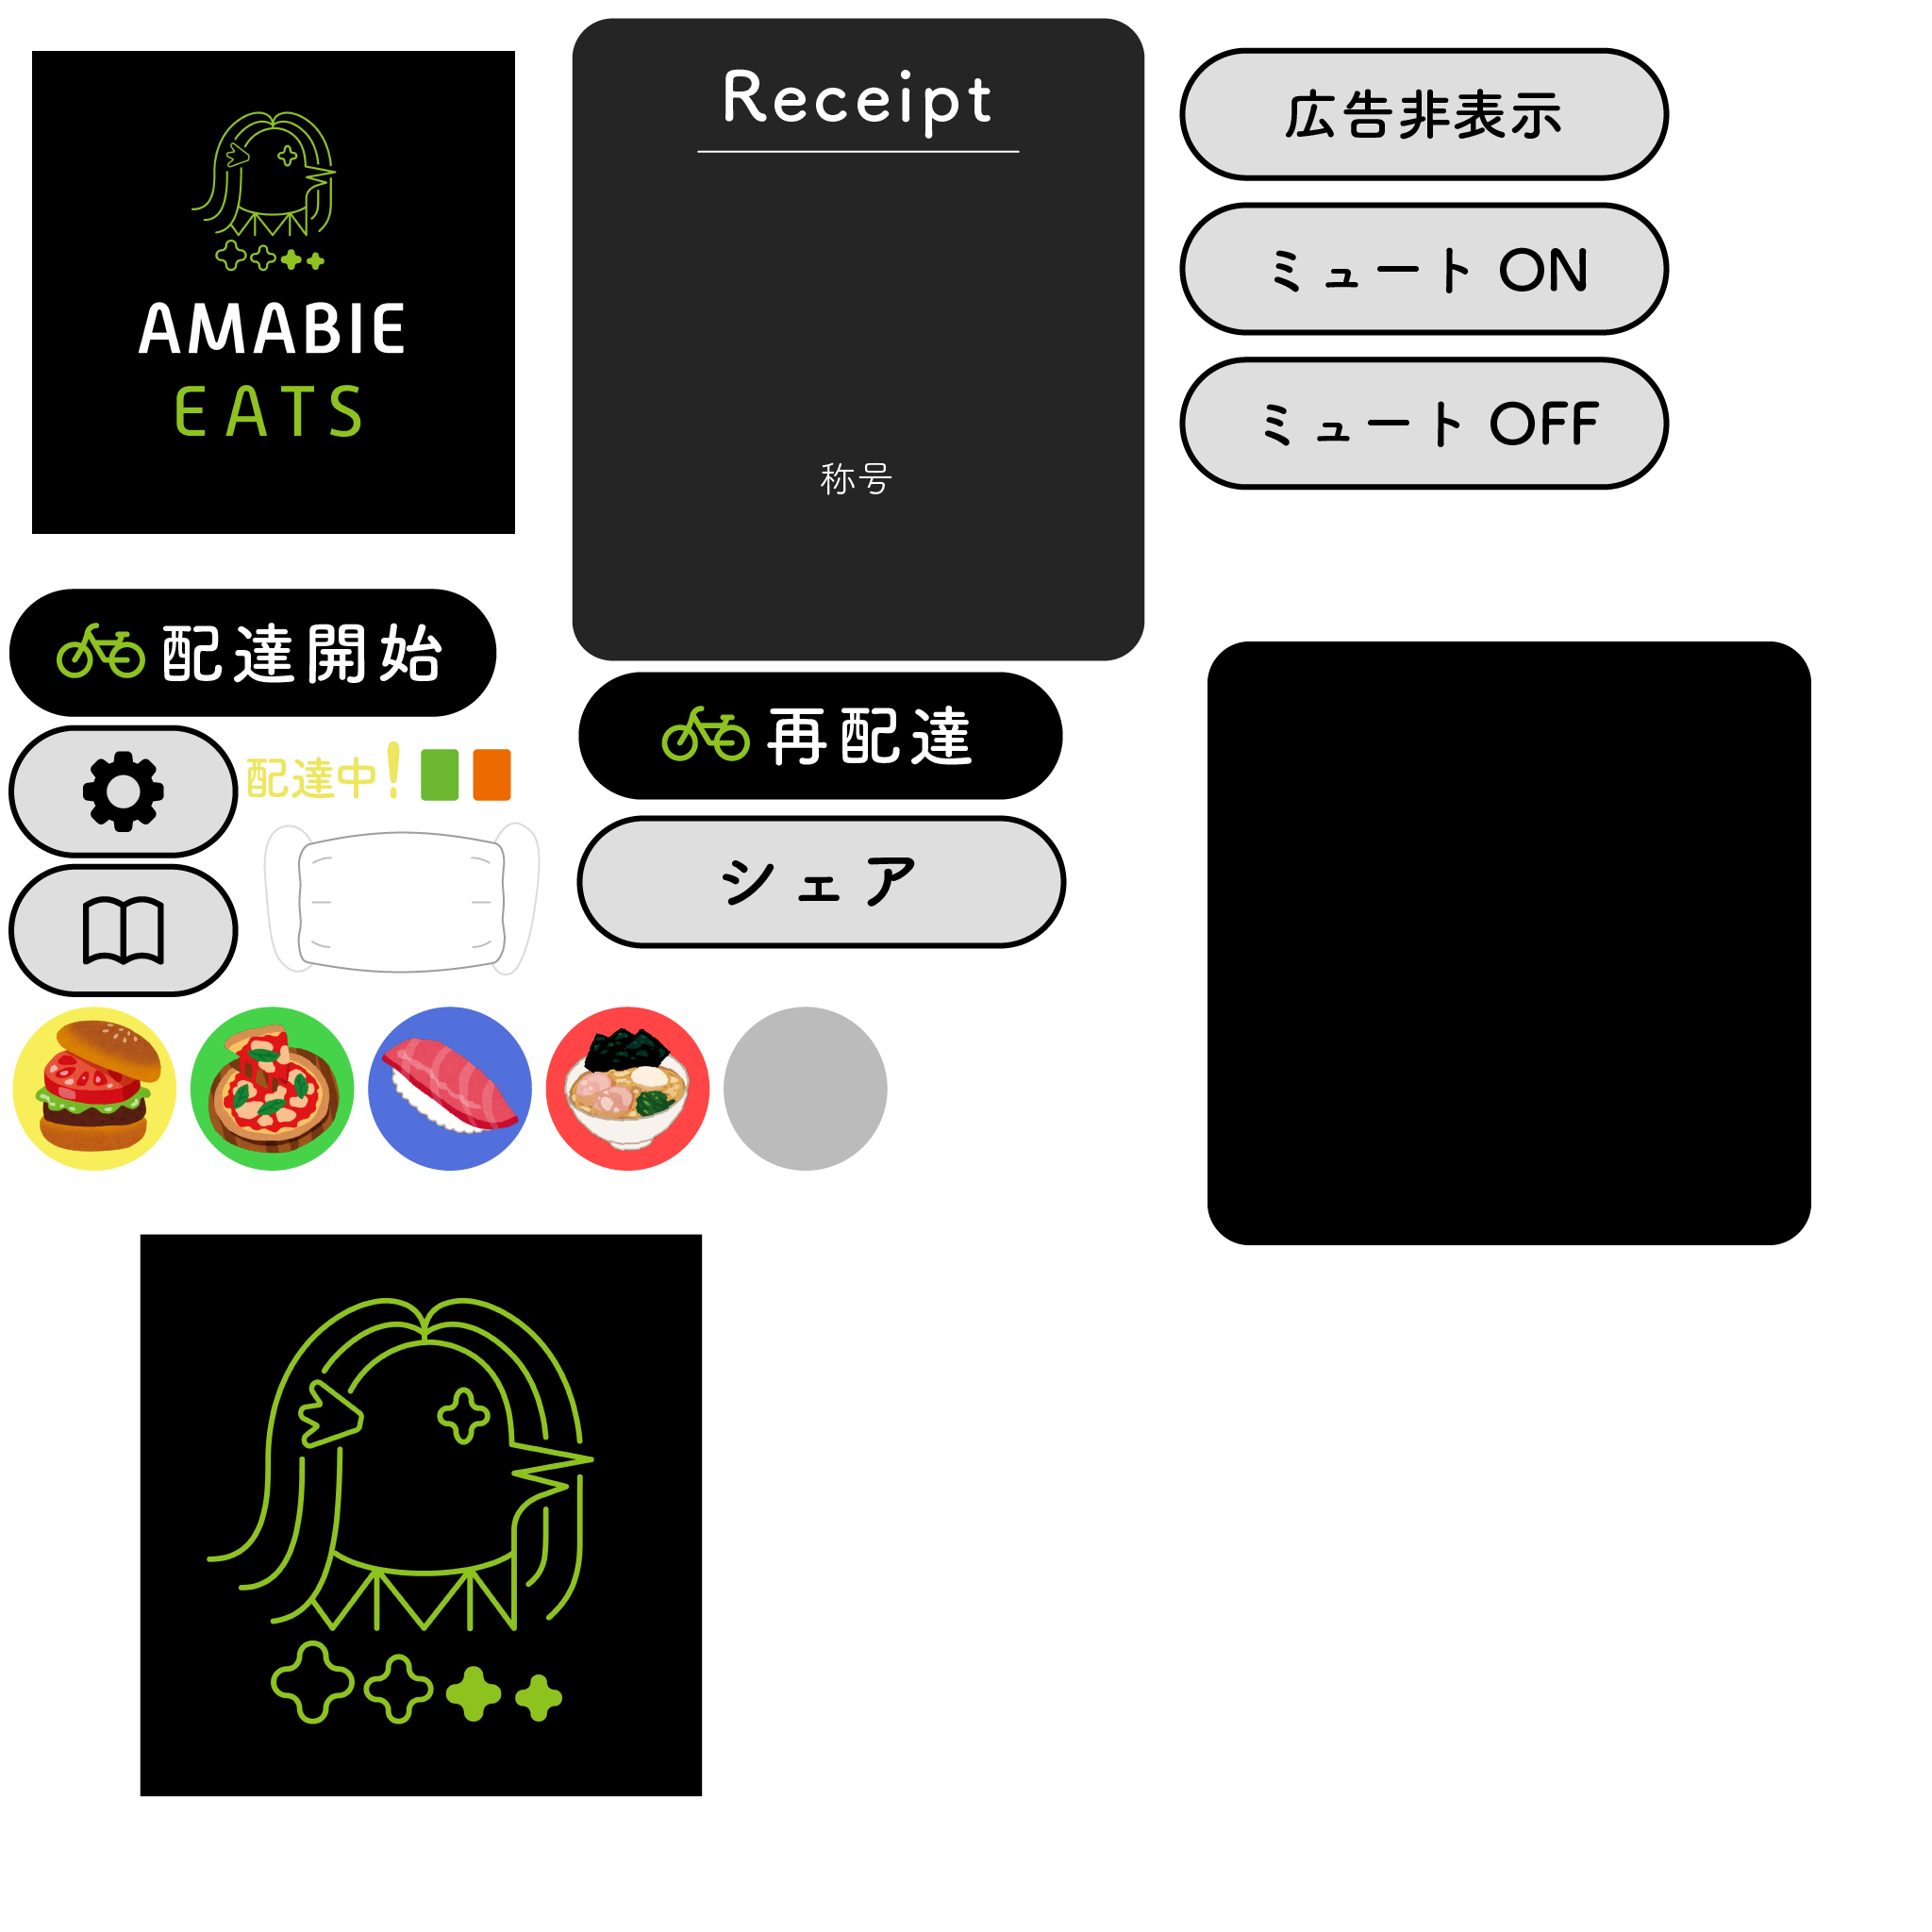 AMABIE
EATS
Receipt
称号
広告非表示
ミュート ON
ミュート OFF
配達開始
配達中!
再配達
シェア